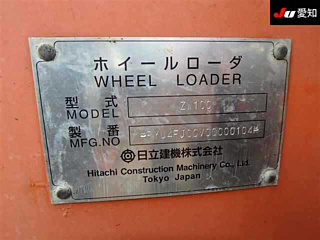 Ju 愛知
ホイールローダ
WHEEL LOADER
型式
MODEL
製番
MFG.NO
日立建機株式会社
Hitachi Construction Machinery Co., Ltd.
Tokyo Japan